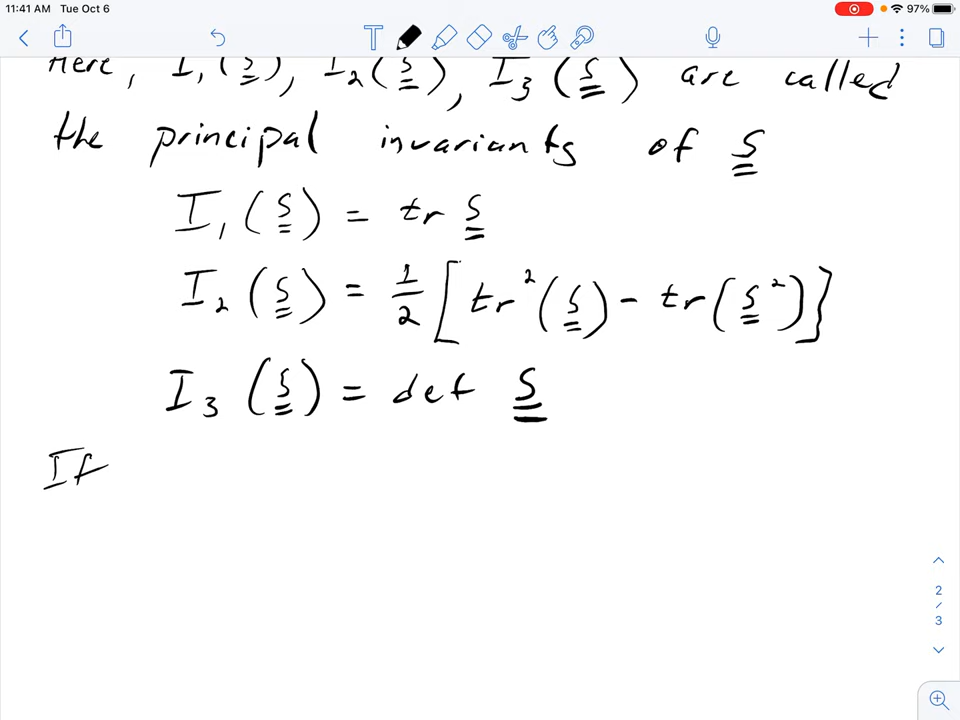 11:41 AM Tue Oct 6 97%
Here, I₁(S), I₂(S), I₃(S) are called
the principal invariants of S
I₁(S) = tr S
I₂(S) = 1/2 [tr²(S) - tr(S²)]
I₃(S) = det S
If
2
/
3